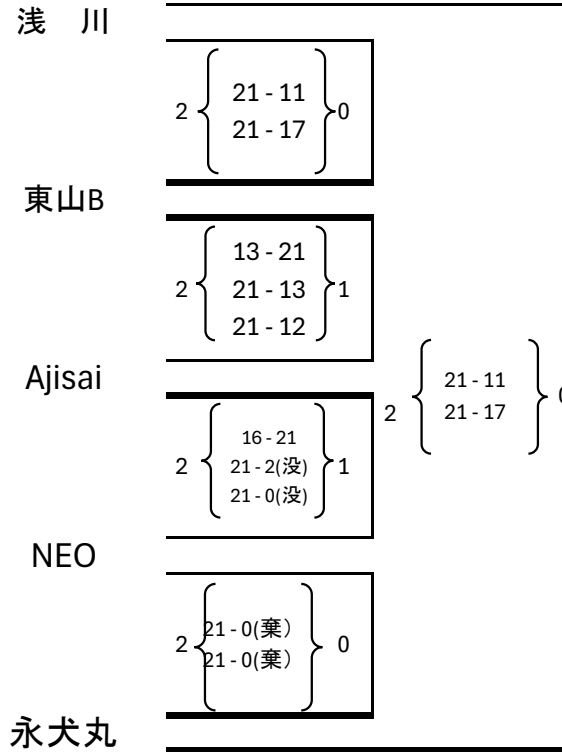 浅　川
2 21 - 11 0
21 - 17
東山B
13 - 21
2 21 - 13 1
21 - 12
Ajisai
2 21 - 11 0
21 - 17
16 - 21
2 21 - 2(没) 1
21 - 0(没)
NEO
2 21 - 0(棄） 0
21 - 0(棄）
永犬丸